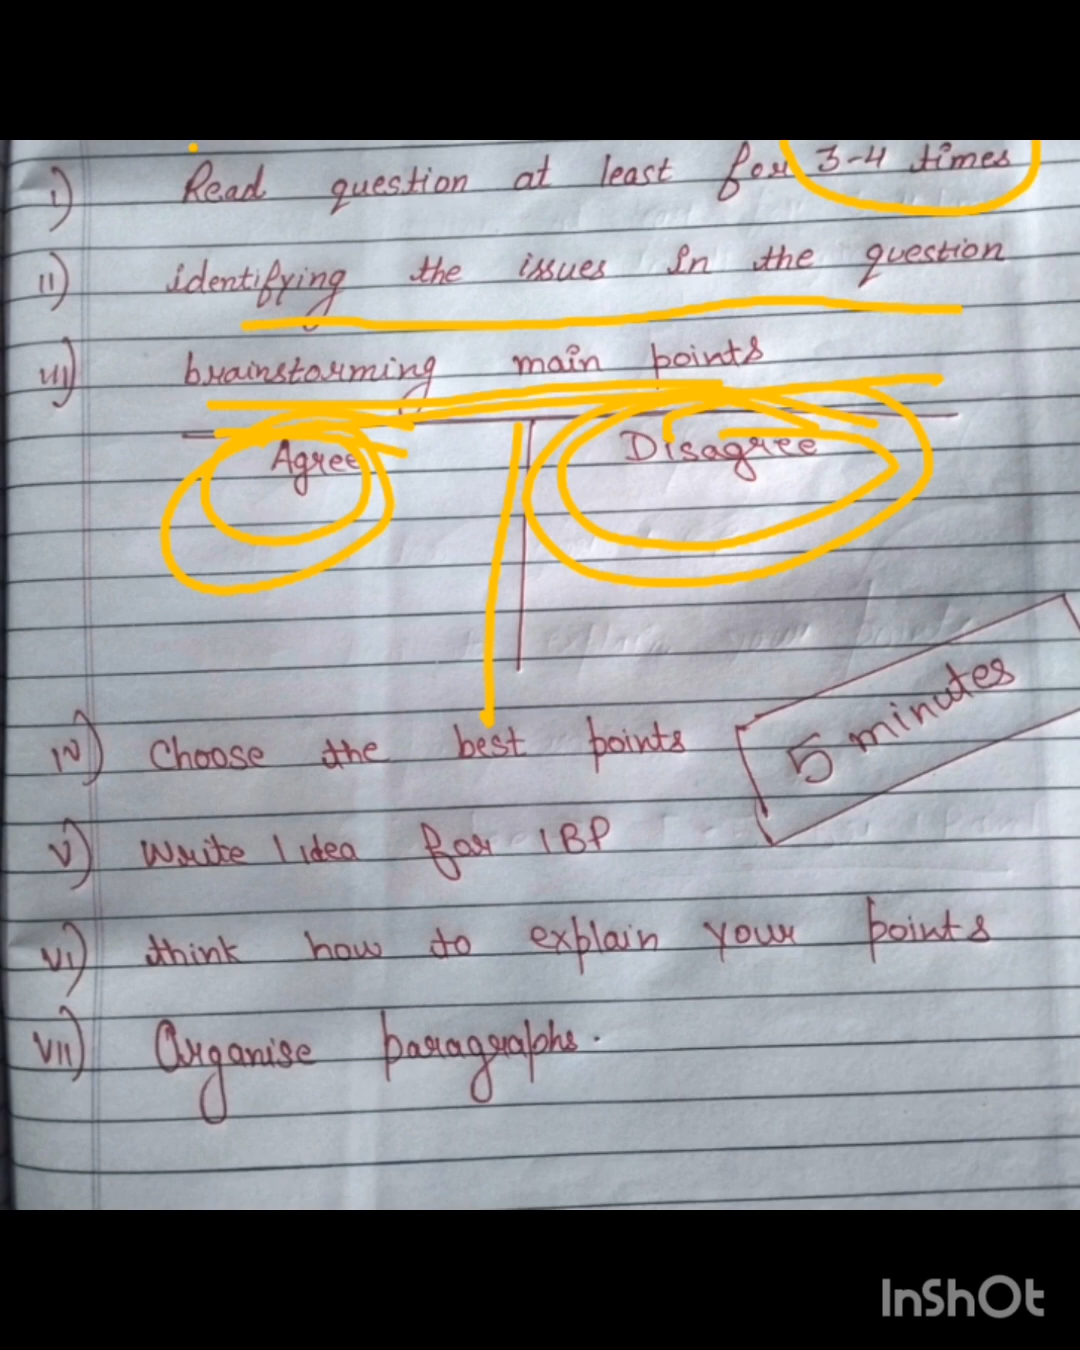 i) Read question at least for 3-4 times
ii) identifying the issues in the question
iii) brainstorming main points
Agree Disagree
iv) Choose the best points
5 minutes
v) Write 1 idea for 1BP
vi) think how to explain your points
vii) Organise paragraphs.
InShOt